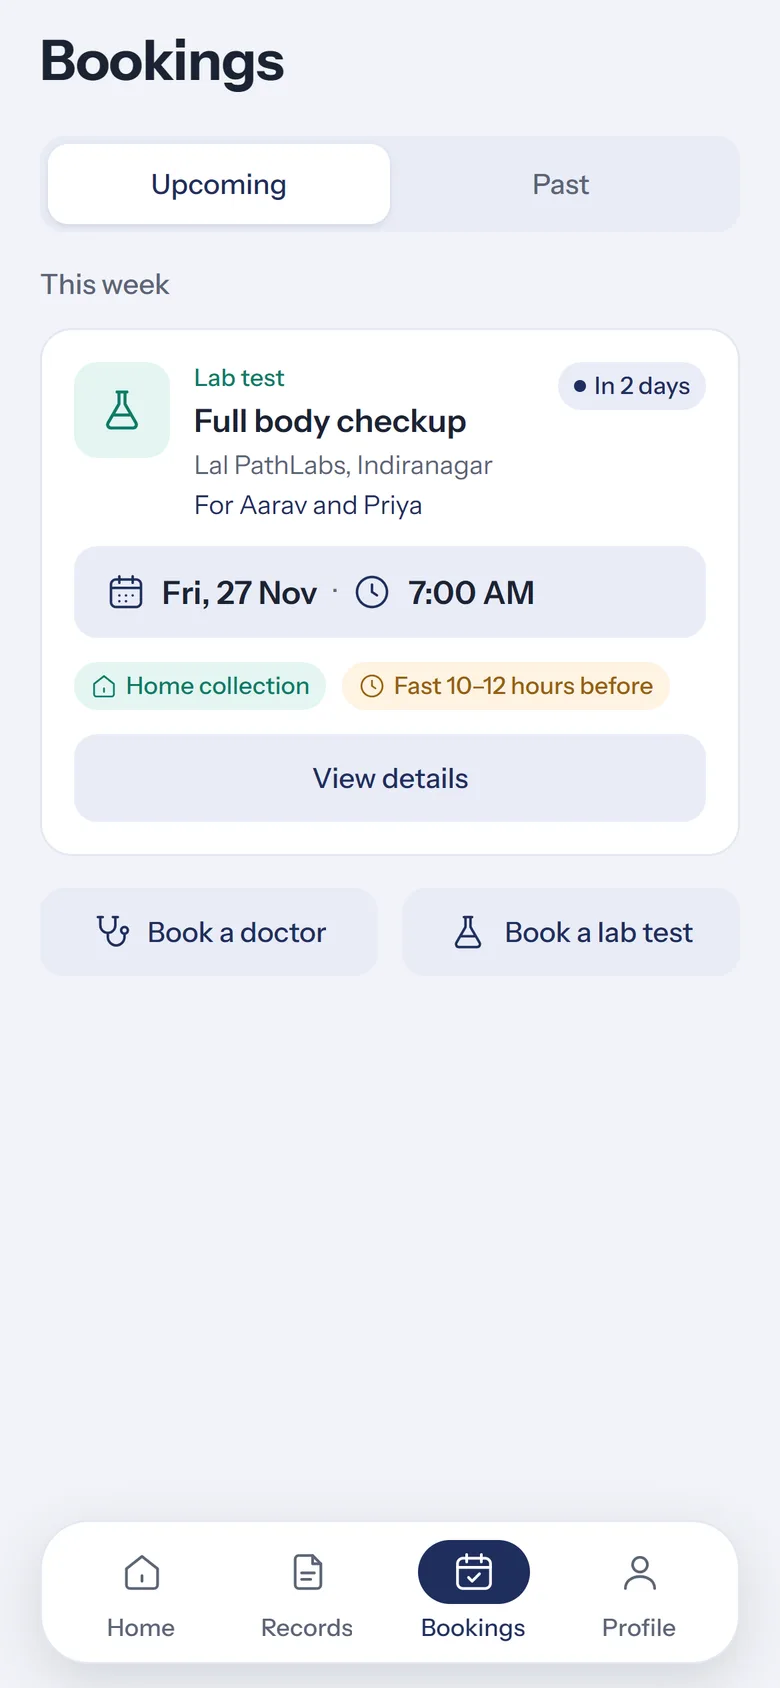 Bookings
Upcoming
Past
This week
Lab test
In 2 days
Full body checkup
Lal PathLabs, Indiranagar
For Aarav and Priya
Fri, 27 Nov · 7:00 AM
Home collection
Fast 10–12 hours before
View details
Book a doctor
Book a lab test
Home
Records
Bookings
Profile